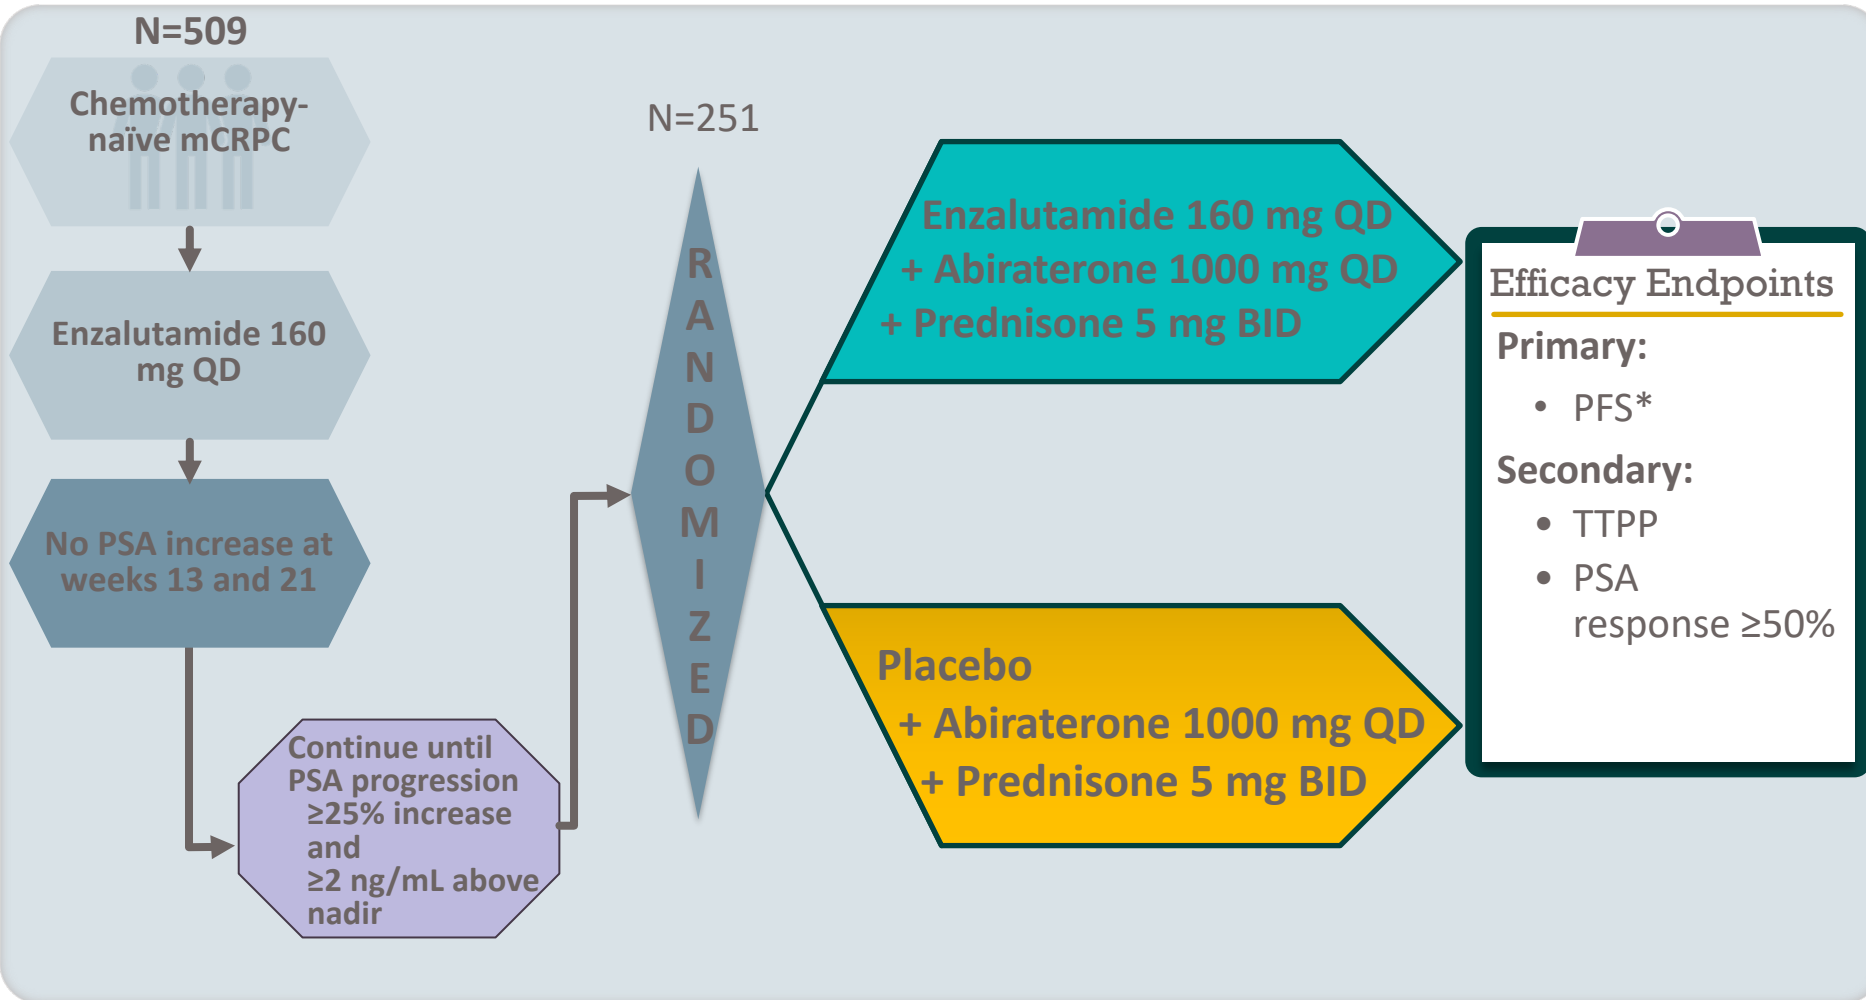 N=509
Chemotherapy-
naïve mCRPC
Enzalutamide 160
mg QD
No PSA increase at
weeks 13 and 21
Continue until
PSA progression
≥25% increase
and
≥2 ng/mL above
nadir
N=251
R
A
N
D
O
M
I
Z
E
D
Enzalutamide 160 mg QD
+ Abiraterone 1000 mg QD
+ Prednisone 5 mg BID
Placebo
+ Abiraterone 1000 mg QD
+ Prednisone 5 mg BID
Efficacy Endpoints
Primary:
• PFS*
Secondary:
• TTPP
• PSA
response ≥50%